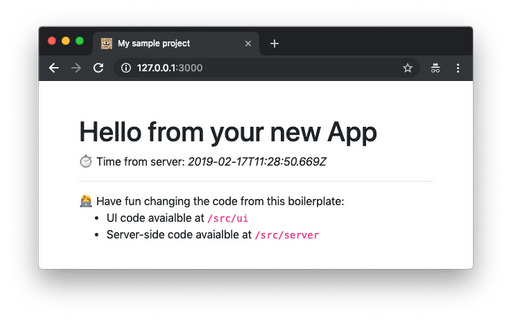 My sample project
127.0.0.1:3000
Hello from your new App
Time from server: 2019-02-17T11:28:50.669Z
Have fun changing the code from this boilerplate:
UI code avaialble at /src/ui
Server-side code avaialble at /src/server